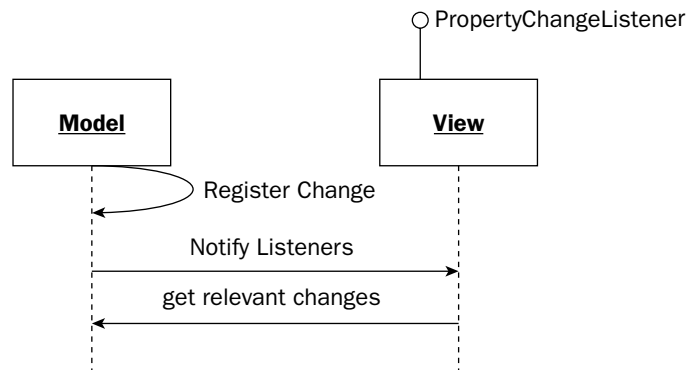 PropertyChangeListener
Model
View
Register Change
Notify Listeners
get relevant changes